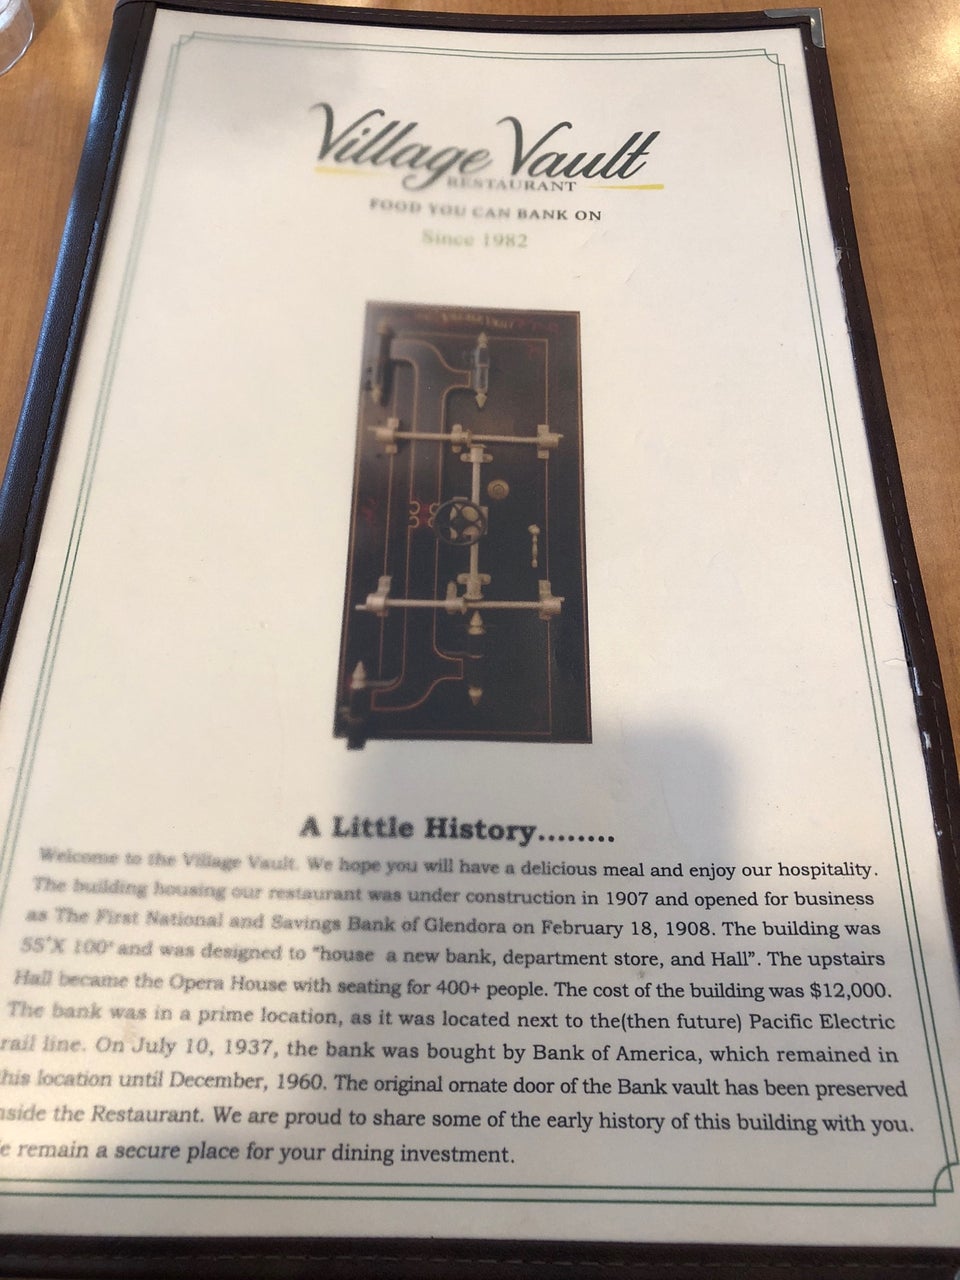 Village Vault
RESTAURANT
FOOD YOU CAN BANK ON
Since 1982
A Little History........
Welcome to the Village Vault. We hope you will have a delicious meal and enjoy our hospitality.
The building housing our restaurant was under construction in 1907 and opened for business
as The First National and Savings Bank of Glendora on February 18, 1908. The building was
55'X 100' and was designed to "house a new bank, department store, and Hall". The upstairs
Hall became the Opera House with seating for 400+ people. The cost of the building was $12,000.
The bank was in a prime location, as it was located next to the(then future) Pacific Electric
rail line. On July 10, 1937, the bank was bought by Bank of America, which remained in
his location until December, 1960. The original ornate door of the Bank vault has been preserved
nside the Restaurant. We are proud to share some of the early history of this building with you.
e remain a secure place for your dining investment.